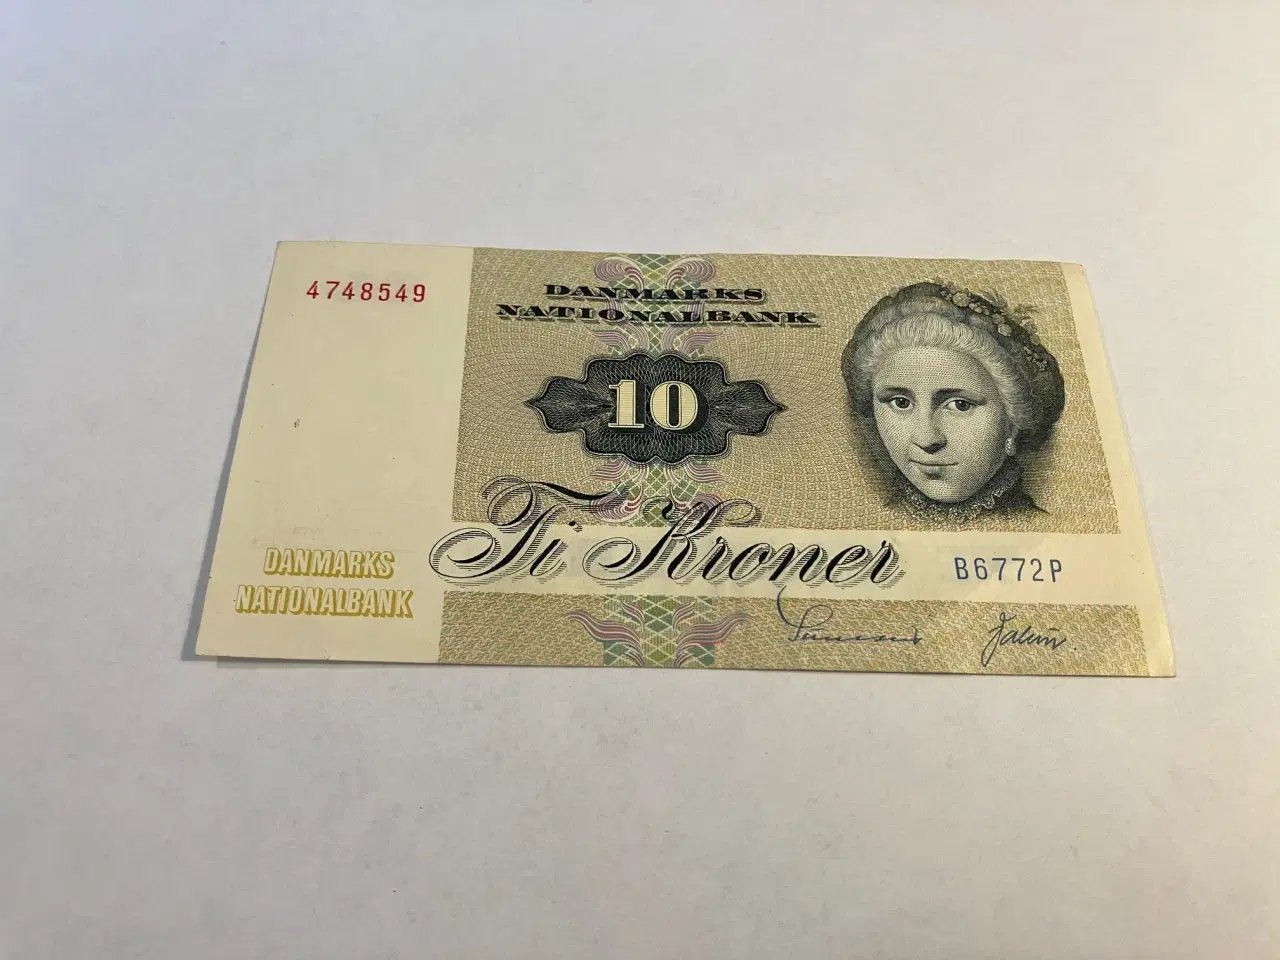 4748549
DANMARKS
NATIONALBANK
10
Ti Kroner
B6772P
DANMARKS
NATIONALBANK